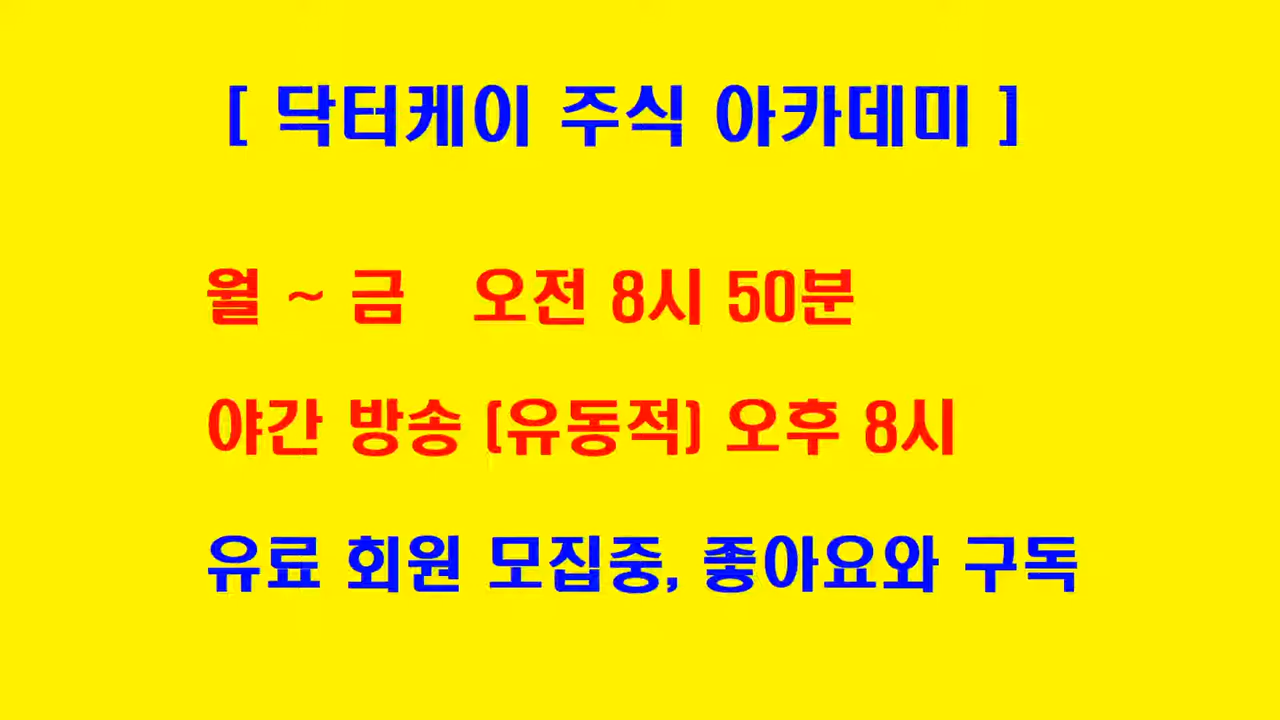 [ 닥터케이 주식 아카데미 ]
월 ~ 금 오전 8시 50분
야간 방송 (유동적) 오후 8시
유료 회원 모집중, 좋아요와 구독